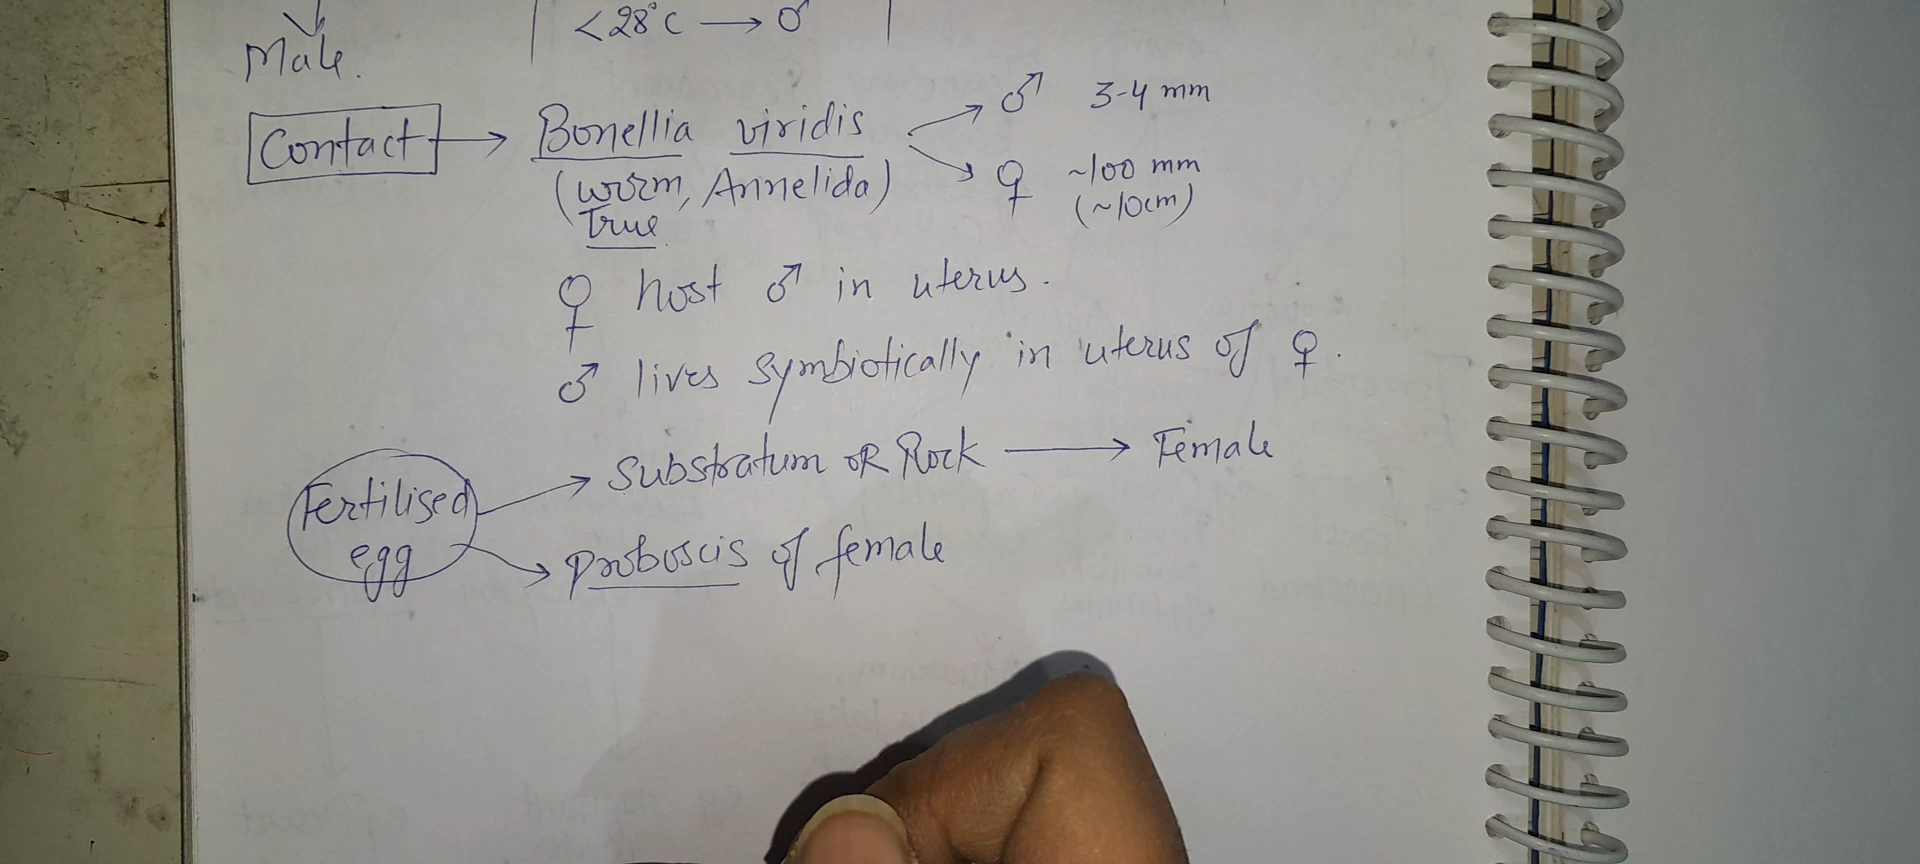 <28°C → ♂
Male.
Contact → Bonellia viridis
♂ 3-4 mm
(worm, Annelida)
True
♀ ~100 mm
(~10cm)
♀ host ♂ in uterus.
♂ lives symbiotically in uterus of ♀.
Fertilised egg
Substratum OR Rock → Female
Proboscis of female